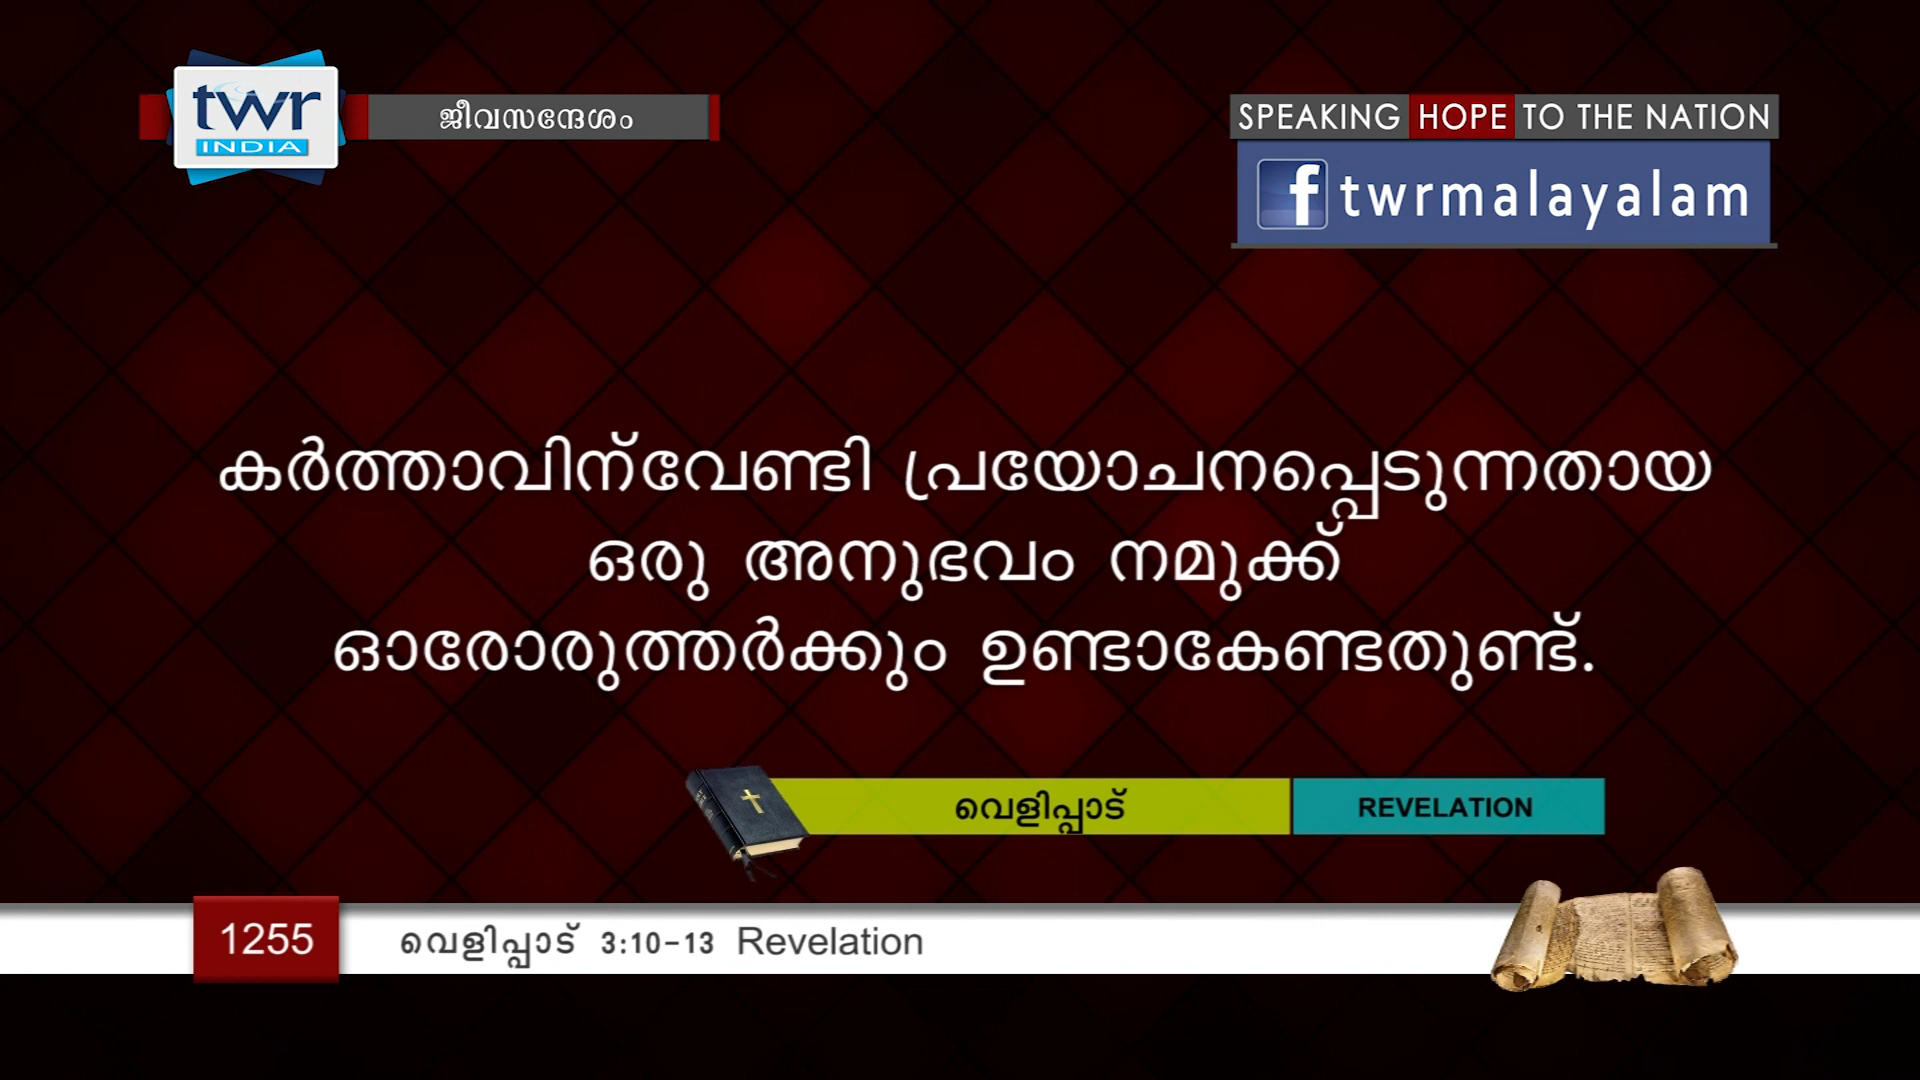 twr
INDIA
ജീവസന്ദേശം
SPEAKING HOPE TO THE NATION
f twrmalayalam
കർത്താവിന്‌വേണ്ടി പ്രയോചനപ്പെടുന്നതായ
ഒരു അനുഭവം നമുക്ക്
ഓരോരുത്തർക്കും ഉണ്ടാകേണ്ടതുണ്ട്.
വെളിപ്പാട് REVELATION
1255 വെളിപ്പാട് 3:10-13 Revelation